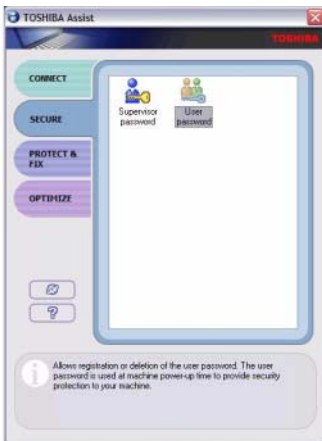 TOSHIBA Assist
TOSHIBA
CONNECT
SECURE
PROTECT &
FIX
OPTIMIZE
Supervisor
password
User
password
?
Allows registration or deletion of the user password. The user
password is used at machine power-up time to provide security
protection to your machine.